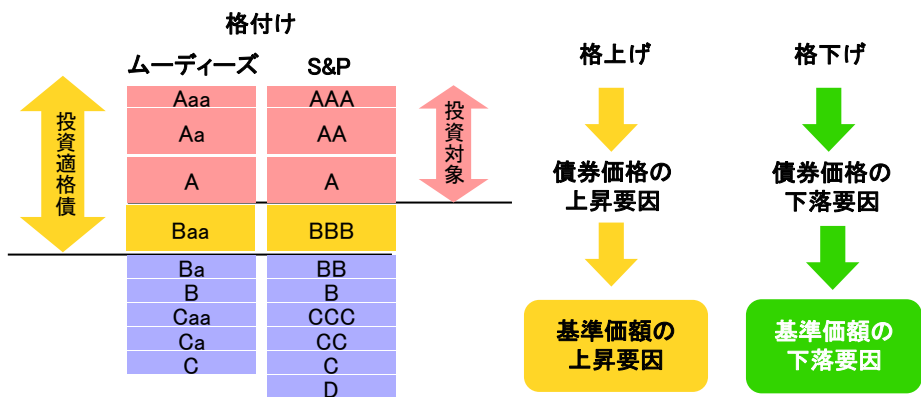 格付け
ムーディーズ S&P
Aaa AAA
Aa AA
A A
Baa BBB
Ba BB
B B
Caa CCC
Ca CC
C C
D
投資適格債
投資対象
格上げ
債券価格の
上昇要因
基準価額の
上昇要因
格下げ
債券価格の
下落要因
基準価額の
下落要因